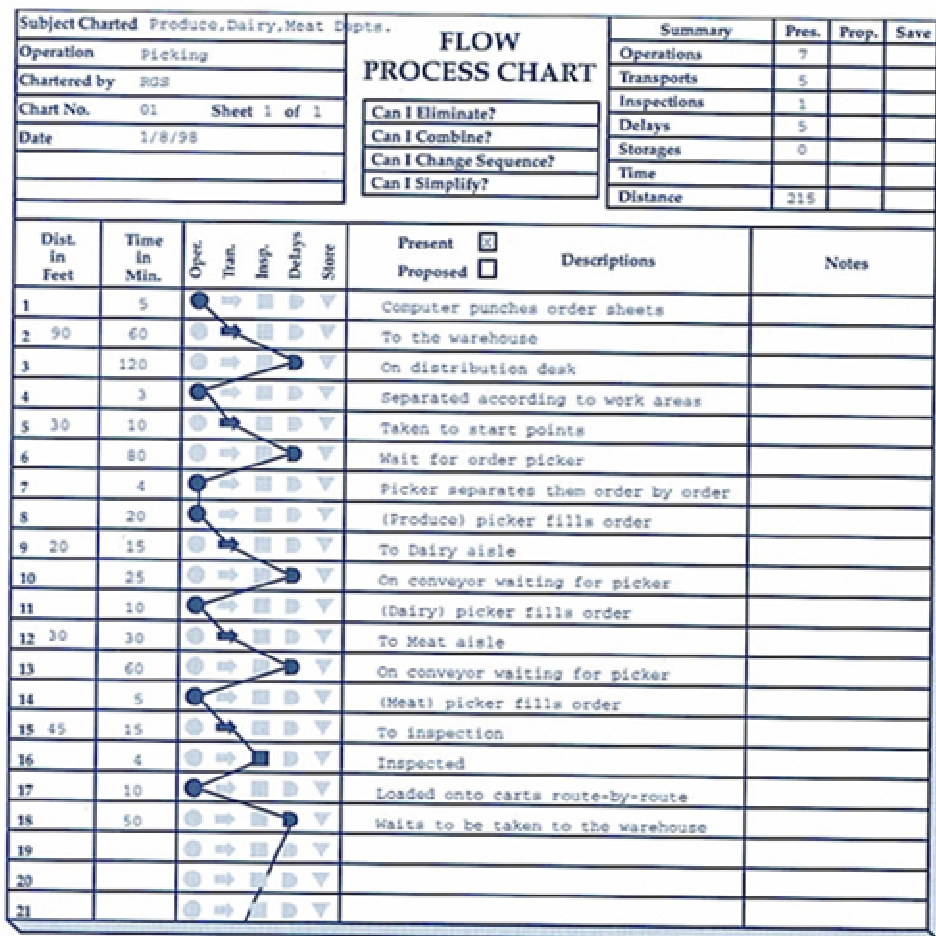 Subject Charted Produce,Dairy,Meat Depts.
Operation Picking
Chartered by RGS
Chart No. 01 Sheet 1 of 1
Date 1/8/98
FLOW
PROCESS CHART
Can I Eliminate?
Can I Combine?
Can I Change Sequence?
Can I Simplify?
Summary Pres. Prop. Save
Operations 7
Transports 5
Inspections 1
Delays 5
Storages 0
Time
Distance 215
Dist. in Feet Time in Min. Oper. Tran. Insp. Delays Store
Present ☒ Descriptions Notes
Proposed ☐
1 5 Computer punches order sheets
2 90 60 To the warehouse
3 120 On distribution desk
4 3 Separated according to work areas
5 30 10 Taken to start points
6 80 Wait for order picker
7 4 Picker separates them order by order
8 20 (Produce) picker fills order
9 20 15 To Dairy aisle
10 25 On conveyor waiting for picker
11 10 (Dairy) picker fills order
12 30 30 To Meat aisle
13 60 On conveyor waiting for picker
14 5 (Meat) picker fills order
15 45 15 To inspection
16 4 Inspected
17 10 Loaded onto carts route-by-route
18 50 Waits to be taken to the warehouse
19
20
21